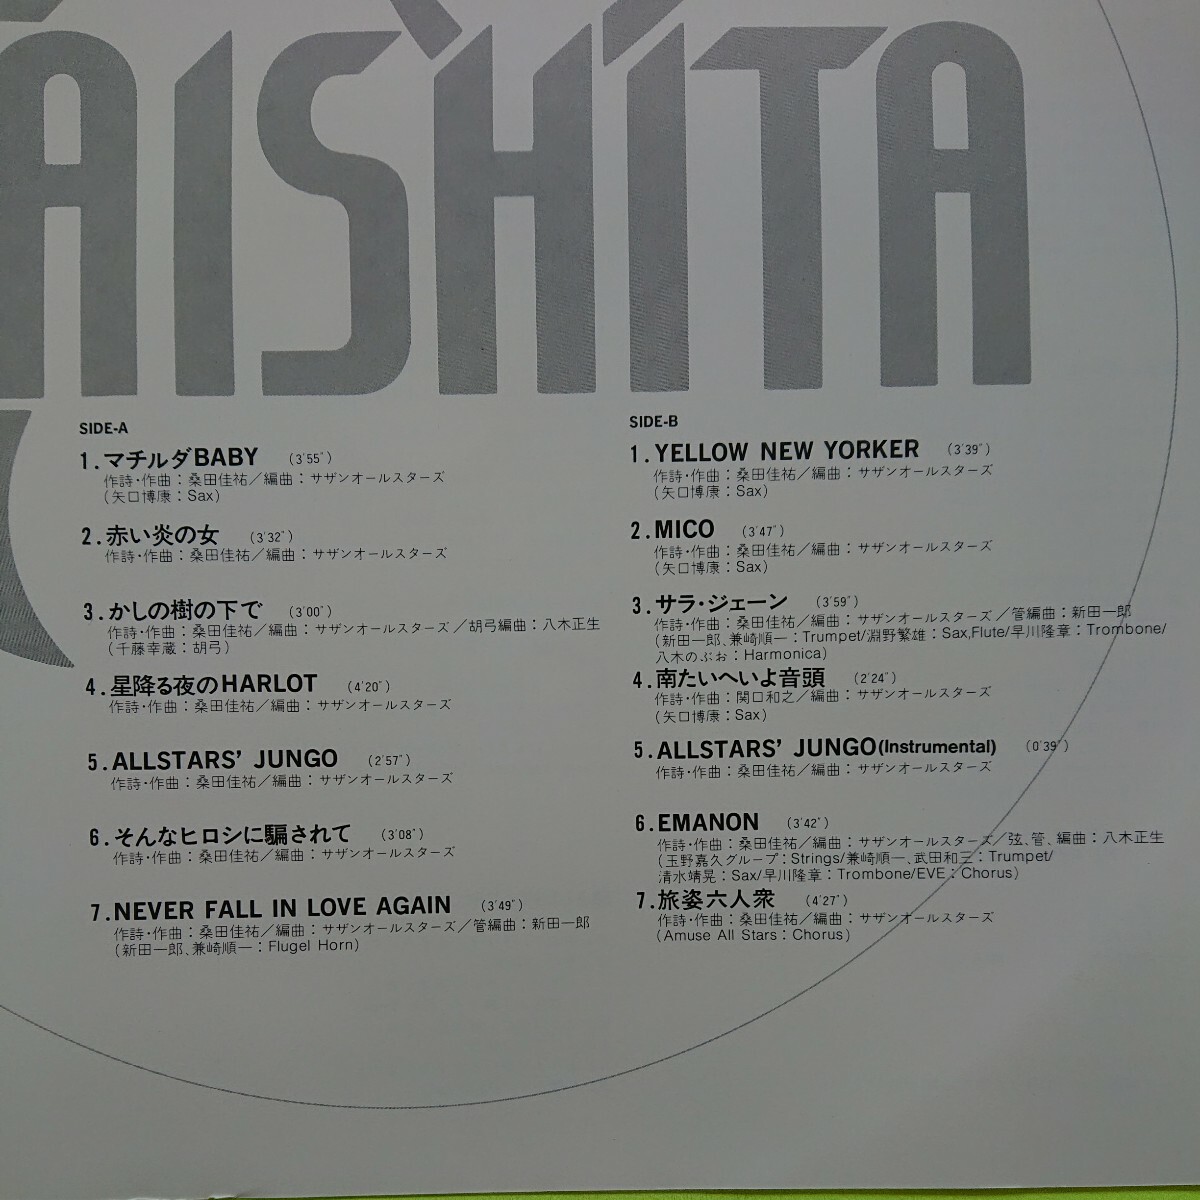 AISHITA
SIDE-A
1.マチルダBABY (3'55")
作詩・作曲：桑田佳祐／編曲：サザンオールスターズ
(矢口博康：Sax)
2.赤い炎の女 (3'32")
作詩・作曲：桑田佳祐／編曲：サザンオールスターズ
3.かしの樹の下で (3'00")
作詩・作曲：桑田佳祐／編曲：サザンオールスターズ／胡弓編曲：八木正生
(千藤幸蔵：胡弓)
4.星降る夜のHARLOT (4'20")
作詩・作曲：桑田佳祐／編曲：サザンオールスターズ
5.ALLSTARS' JUNGO (2'57")
作詩・作曲：桑田佳祐／編曲：サザンオールスターズ
6.そんなヒロシに騙されて (3'08")
作詩・作曲：桑田佳祐／編曲：サザンオールスターズ
7.NEVER FALL IN LOVE AGAIN (3'49")
作詩・作曲：桑田佳祐／編曲：サザンオールスターズ／管編曲：新田一郎
(新田一郎、兼崎順一：Flugel Horn)
SIDE-B
1.YELLOW NEW YORKER (3'39")
作詩・作曲：桑田佳祐／編曲：サザンオールスターズ
(矢口博康：Sax)
2.MICO (3'47")
作詩・作曲：桑田佳祐／編曲：サザンオールスターズ
(矢口博康：Sax)
3.サラ・ジェーン (3'59")
作詩・作曲：桑田佳祐／編曲：サザンオールスターズ／管編曲：新田一郎
(新田一郎、兼崎順一：Trumpet/淵野繁雄：Sax,Flute/早川隆章：Trombone/
八木のぶお：Harmonica)
4.南たいへいよ音頭 (2'24")
作詩・作曲：関口和之／編曲：サザンオールスターズ
(矢口博康：Sax)
5.ALLSTARS' JUNGO(Instrumental) (0'39")
作詩・作曲：桑田佳祐／編曲：サザンオールスターズ
6.EMANON (3'42")
作詩・作曲：桑田佳祐／編曲：サザンオールスターズ／弦、管、編曲：八木正生
(玉野嘉久グループ：Strings/兼崎順一、武田和三：Trumpet/
清水靖晃：Sax/早川隆章：Trombone/EVE：Chorus)
7.旅姿六人衆 (4'27")
作詩・作曲：桑田佳祐／編曲：サザンオールスターズ
(Amuse All Stars：Chorus)